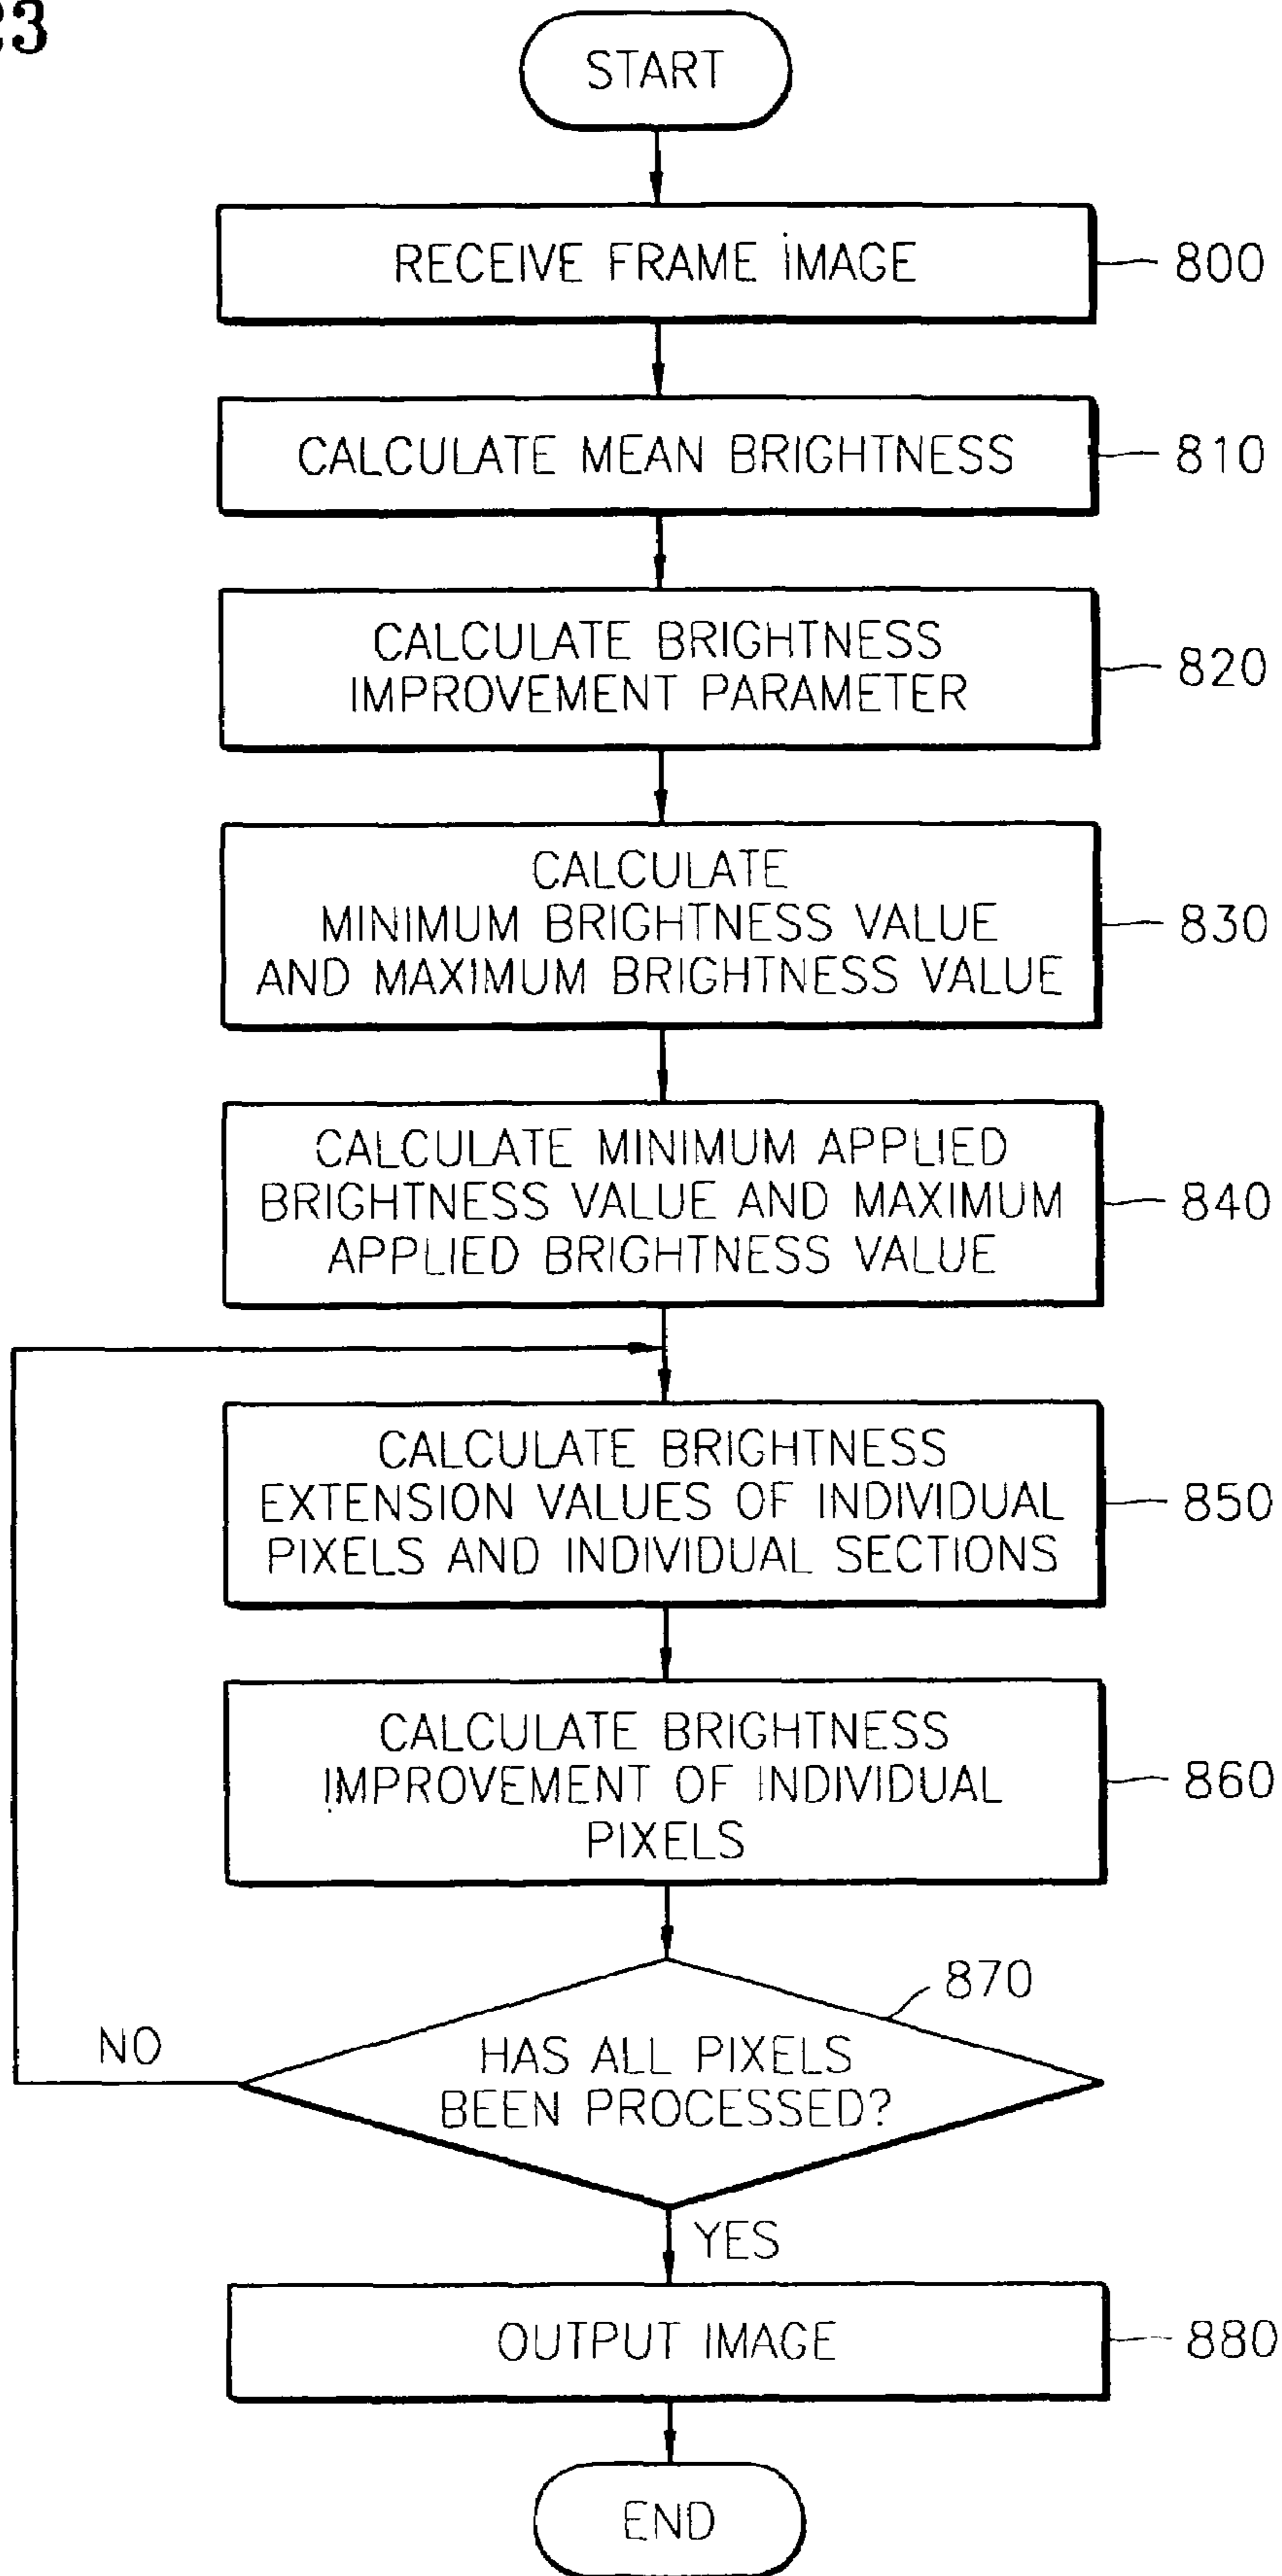 23
START
RECEIVE FRAME IMAGE
800
CALCULATE MEAN BRIGHTNESS
810
CALCULATE BRIGHTNESS
IMPROVEMENT PARAMETER
820
CALCULATE
MINIMUM BRIGHTNESS VALUE
AND MAXIMUM BRIGHTNESS VALUE
830
CALCULATE MINIMUM APPLIED
BRIGHTNESS VALUE AND MAXIMUM
APPLIED BRIGHTNESS VALUE
840
CALCULATE BRIGHTNESS
EXTENSION VALUES OF INDIVIDUAL
PIXELS AND INDIVIDUAL SECTIONS
850
CALCULATE BRIGHTNESS
IMPROVEMENT OF INDIVIDUAL
PIXELS
860
870
HAS ALL PIXELS
BEEN PROCESSED?
NO
YES
OUTPUT IMAGE
880
END